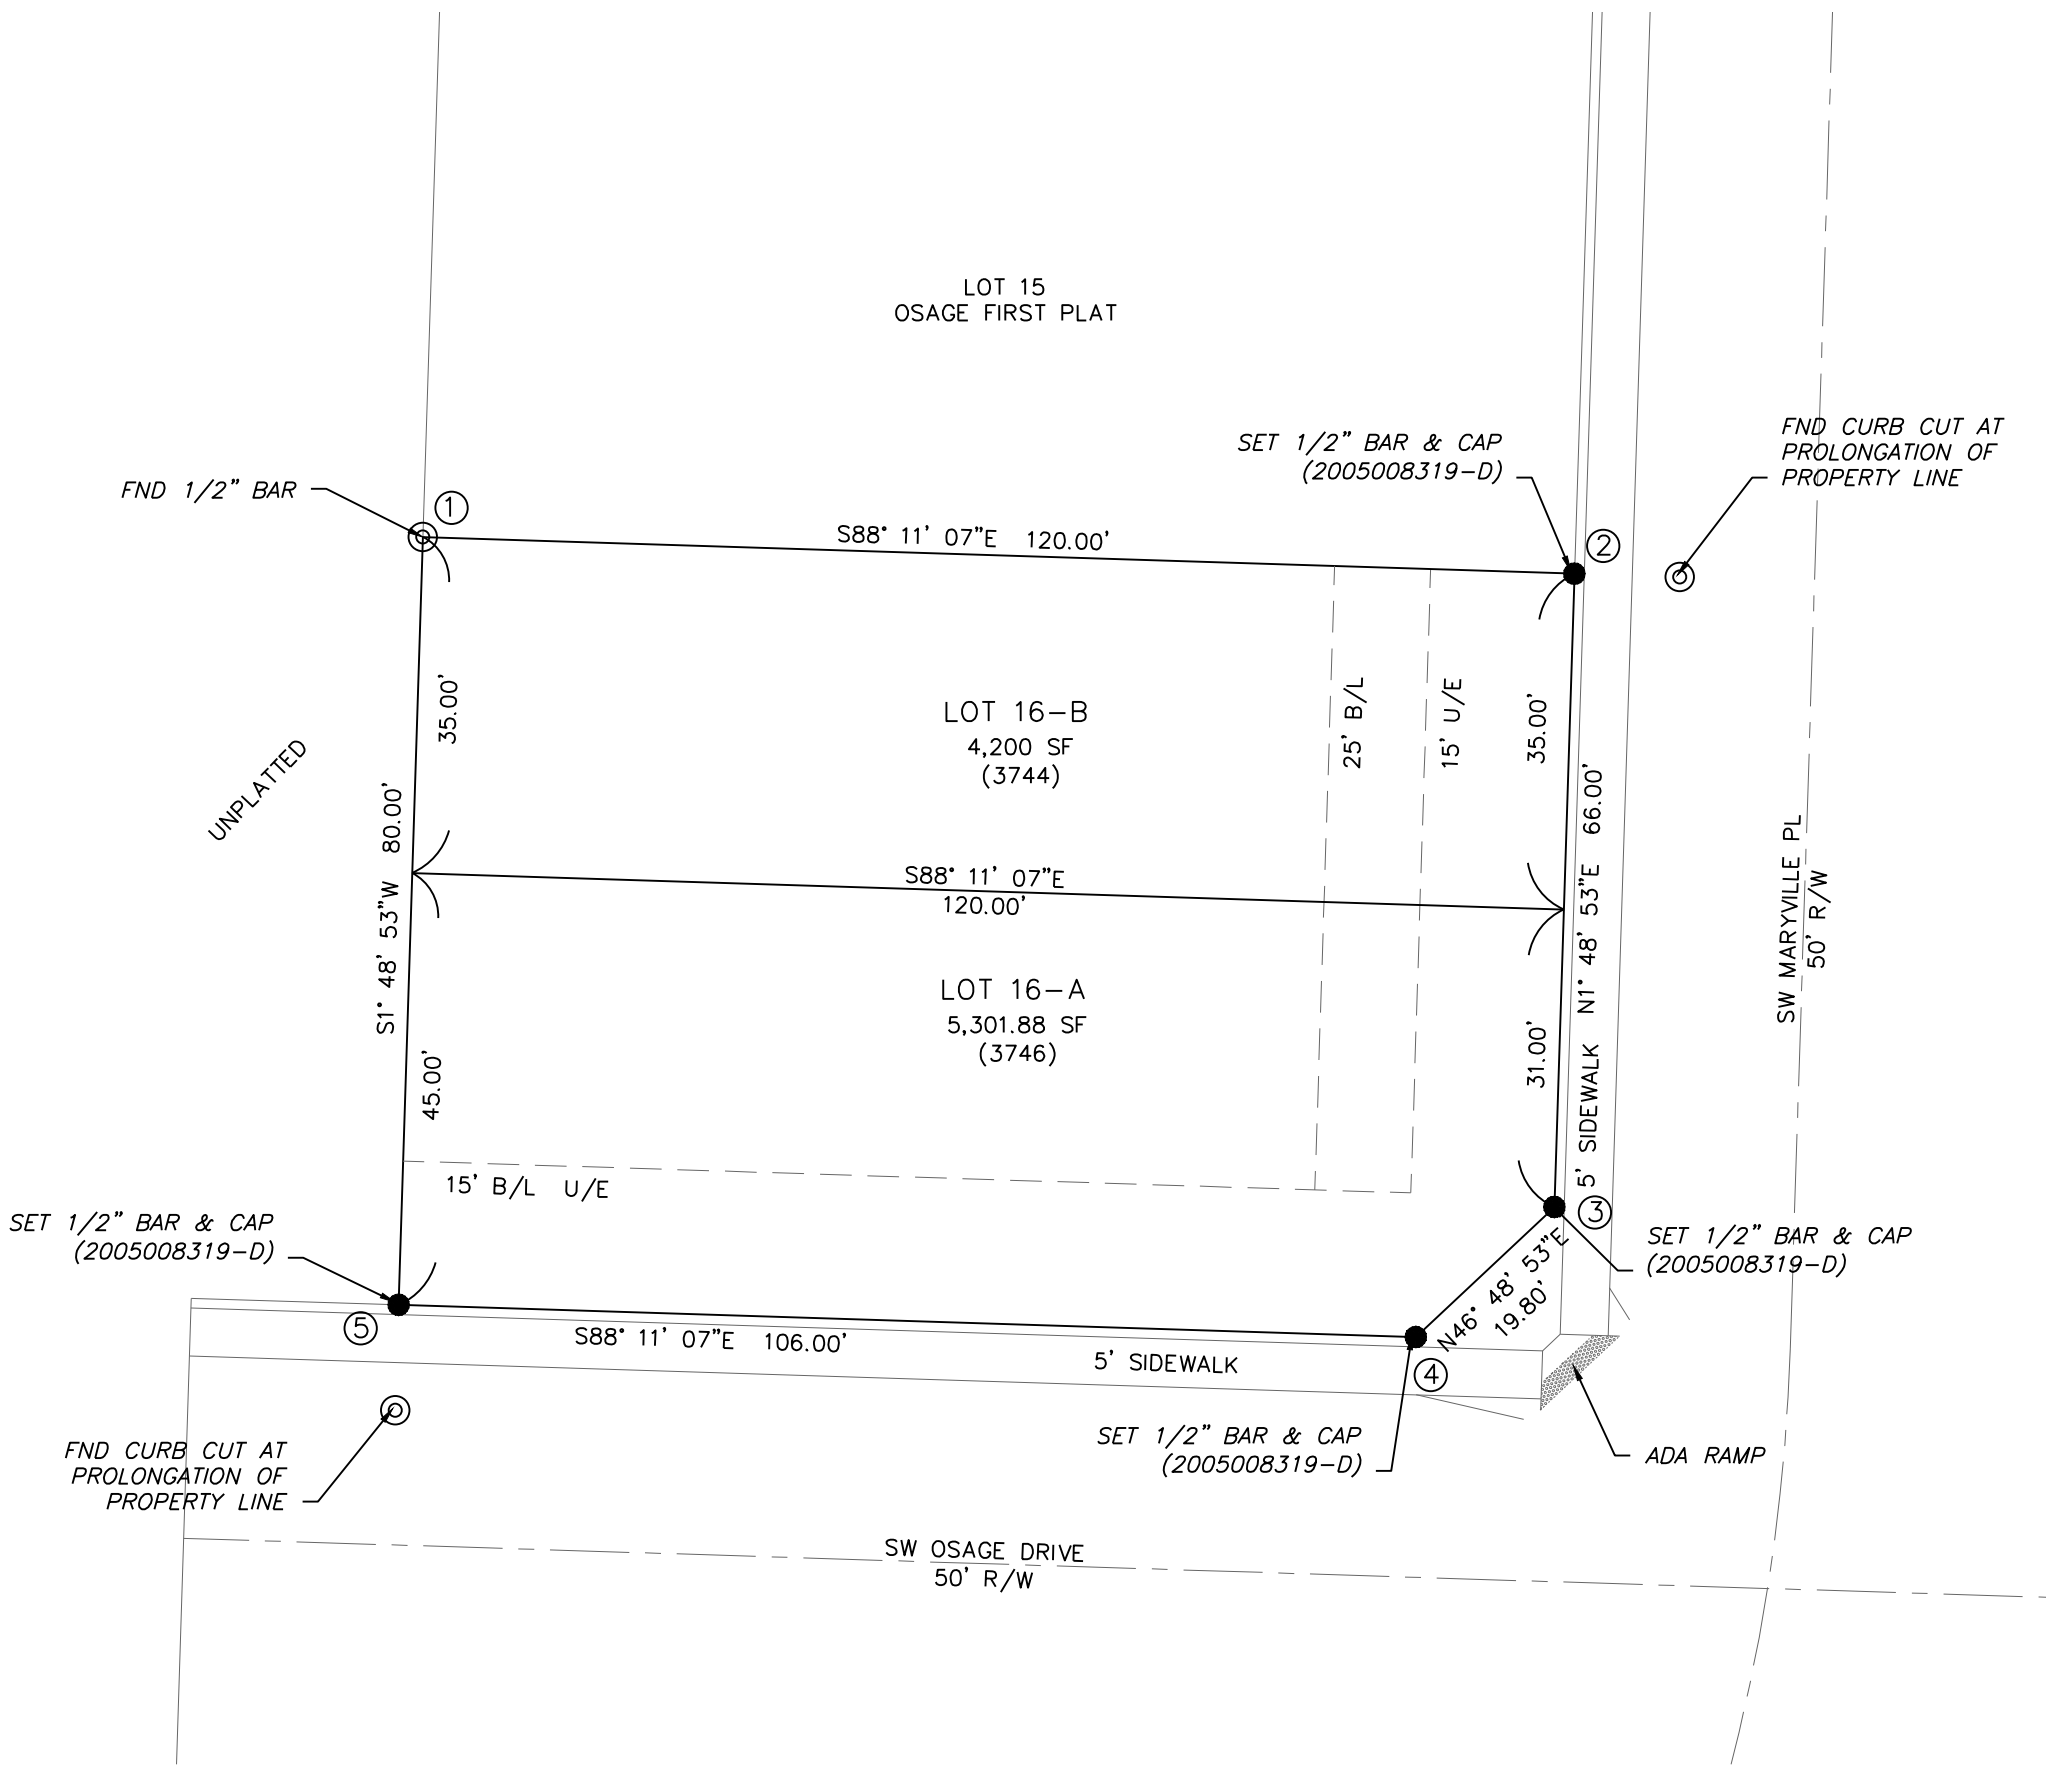 LOT 15
OSAGE FIRST PLAT
FND CURB CUT AT
PROLONGATION OF
PROPERTY LINE
SET 1/2" BAR & CAP
(2005008319-D)
FND 1/2" BAR
1
S88° 11' 07"E 120.00'
2
35.00'
LOT 16-B
4,200 SF
(3744)
25' B/L
15' U/E
35.00'
UNPLATTED
S1° 48' 53"W 80.00'
S88° 11' 07"E
120.00'
5' SIDEWALK N1° 48' 53"E 66.00'
SW MARYVILLE PL
50' R/W
LOT 16-A
5,301.88 SF
(3746)
45.00'
31.00'
15' B/L U/E
SET 1/2" BAR & CAP
(2005008319-D)
3
SET 1/2" BAR & CAP
(2005008319-D)
N46° 48' 53"E
19.80'
5
S88° 11' 07"E 106.00'
5' SIDEWALK
4
SET 1/2" BAR & CAP
(2005008319-D)
ADA RAMP
FND CURB CUT AT
PROLONGATION OF
PROPERTY LINE
SW OSAGE DRIVE
50' R/W